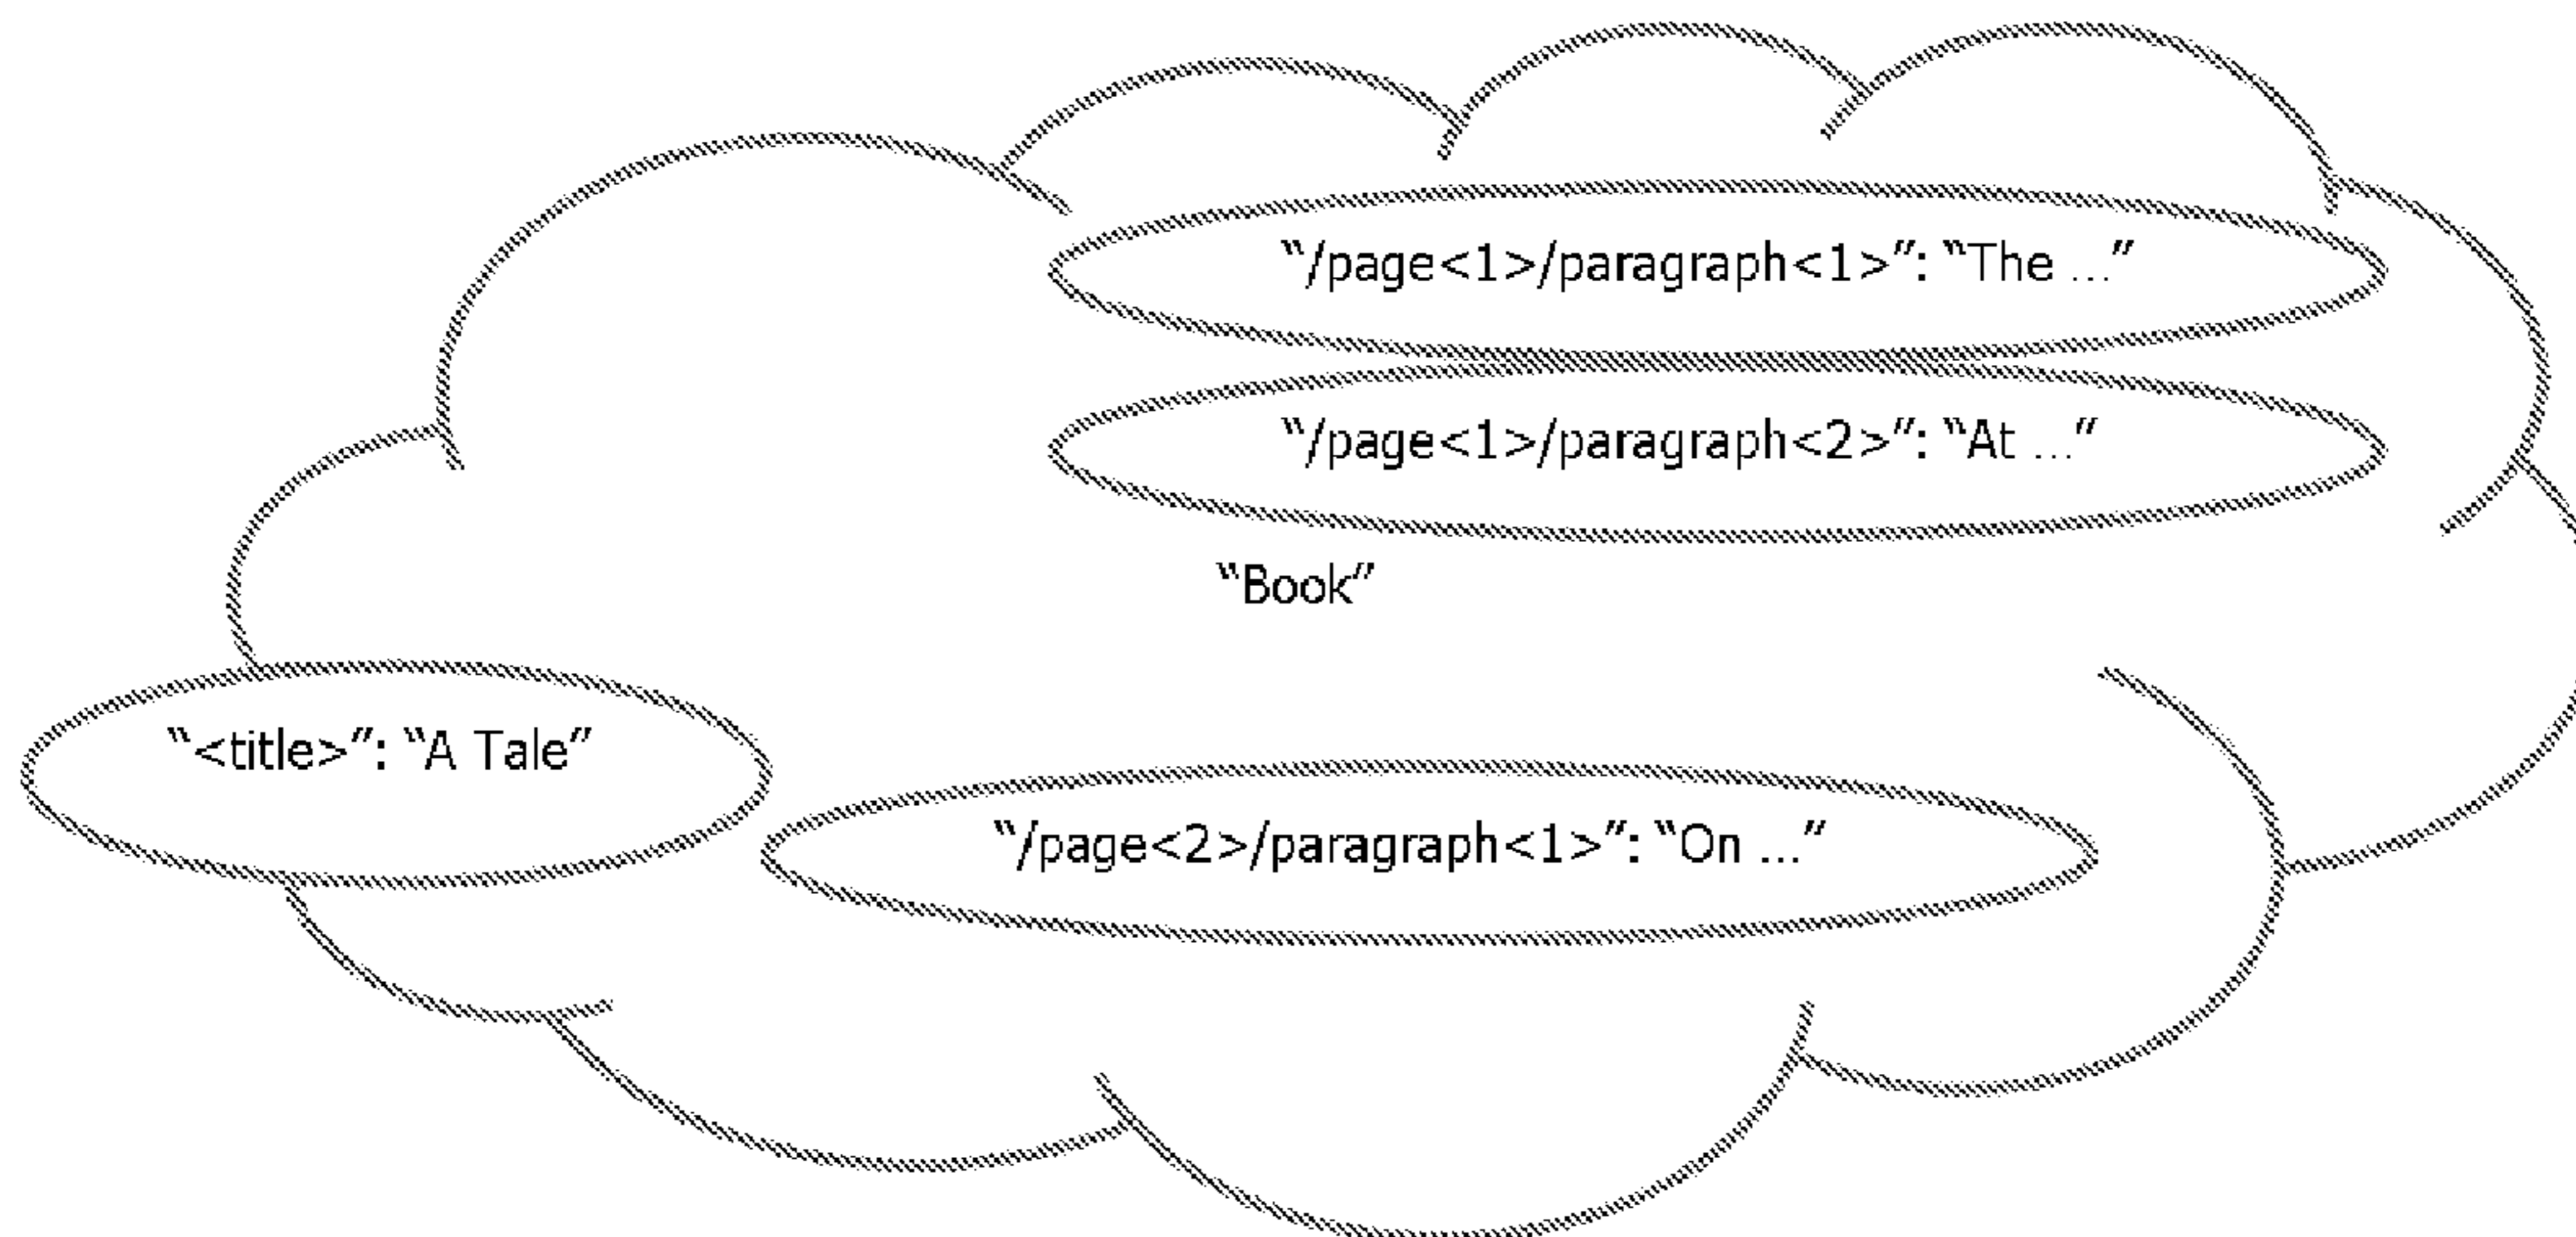 “/page<1>/paragraph<1>”: “The ...”
“/page<1>/paragraph<2>”: “At ...”
“Book”
“<title>”: “A Tale”
“/page<2>/paragraph<1>”: “On ...”